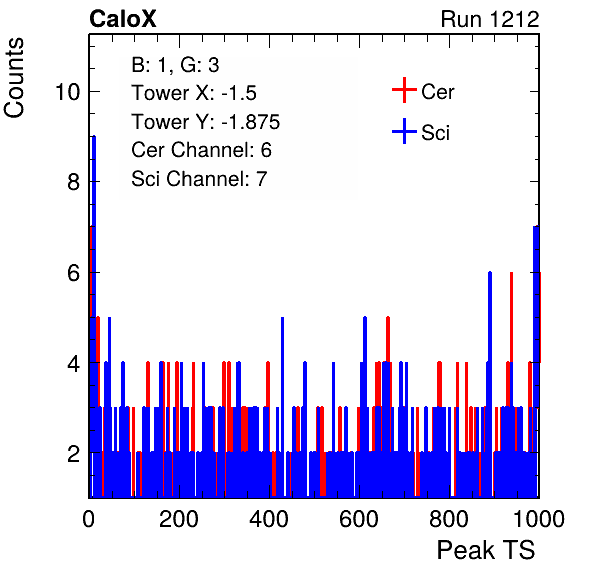 CaloX Run 1212
Counts
B: 1, G: 3
Tower X: -1.5
Tower Y: -1.875
Cer Channel: 6
Sci Channel: 7
Cer
Sci
10
8
6
4
2
0 200 400 600 800 1000
Peak TS